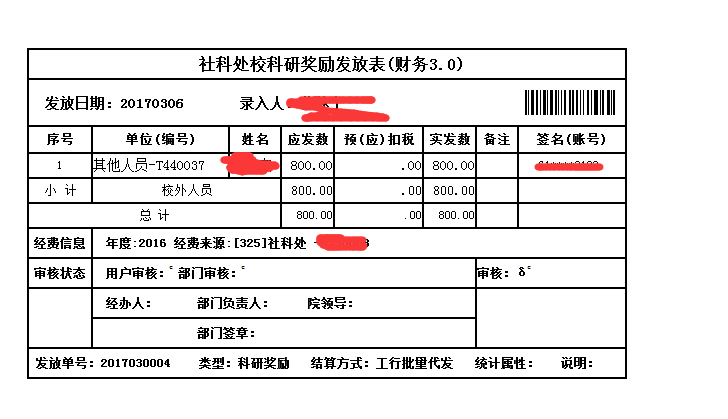 社科处校科研奖励发放表(财务3.0)
发放日期：20170306 录入人
序号 单位(编号) 姓名 应发数 预(应)扣税 实发数 备注 签名(账号)
1 其他人员-T440037 800.00 .00 800.00
小 计 校外人员 800.00 .00 800.00
总 计 800.00 .00 800.00
经费信息 年度:2016 经费来源:[325]社科处
审核状态 用户审核： 部门审核： 审核： δ
经办人： 部门负责人： 院领导：
部门签章：
发放单号：2017030004 类型：科研奖励 结算方式：工行批量代发 统计属性： 说明：